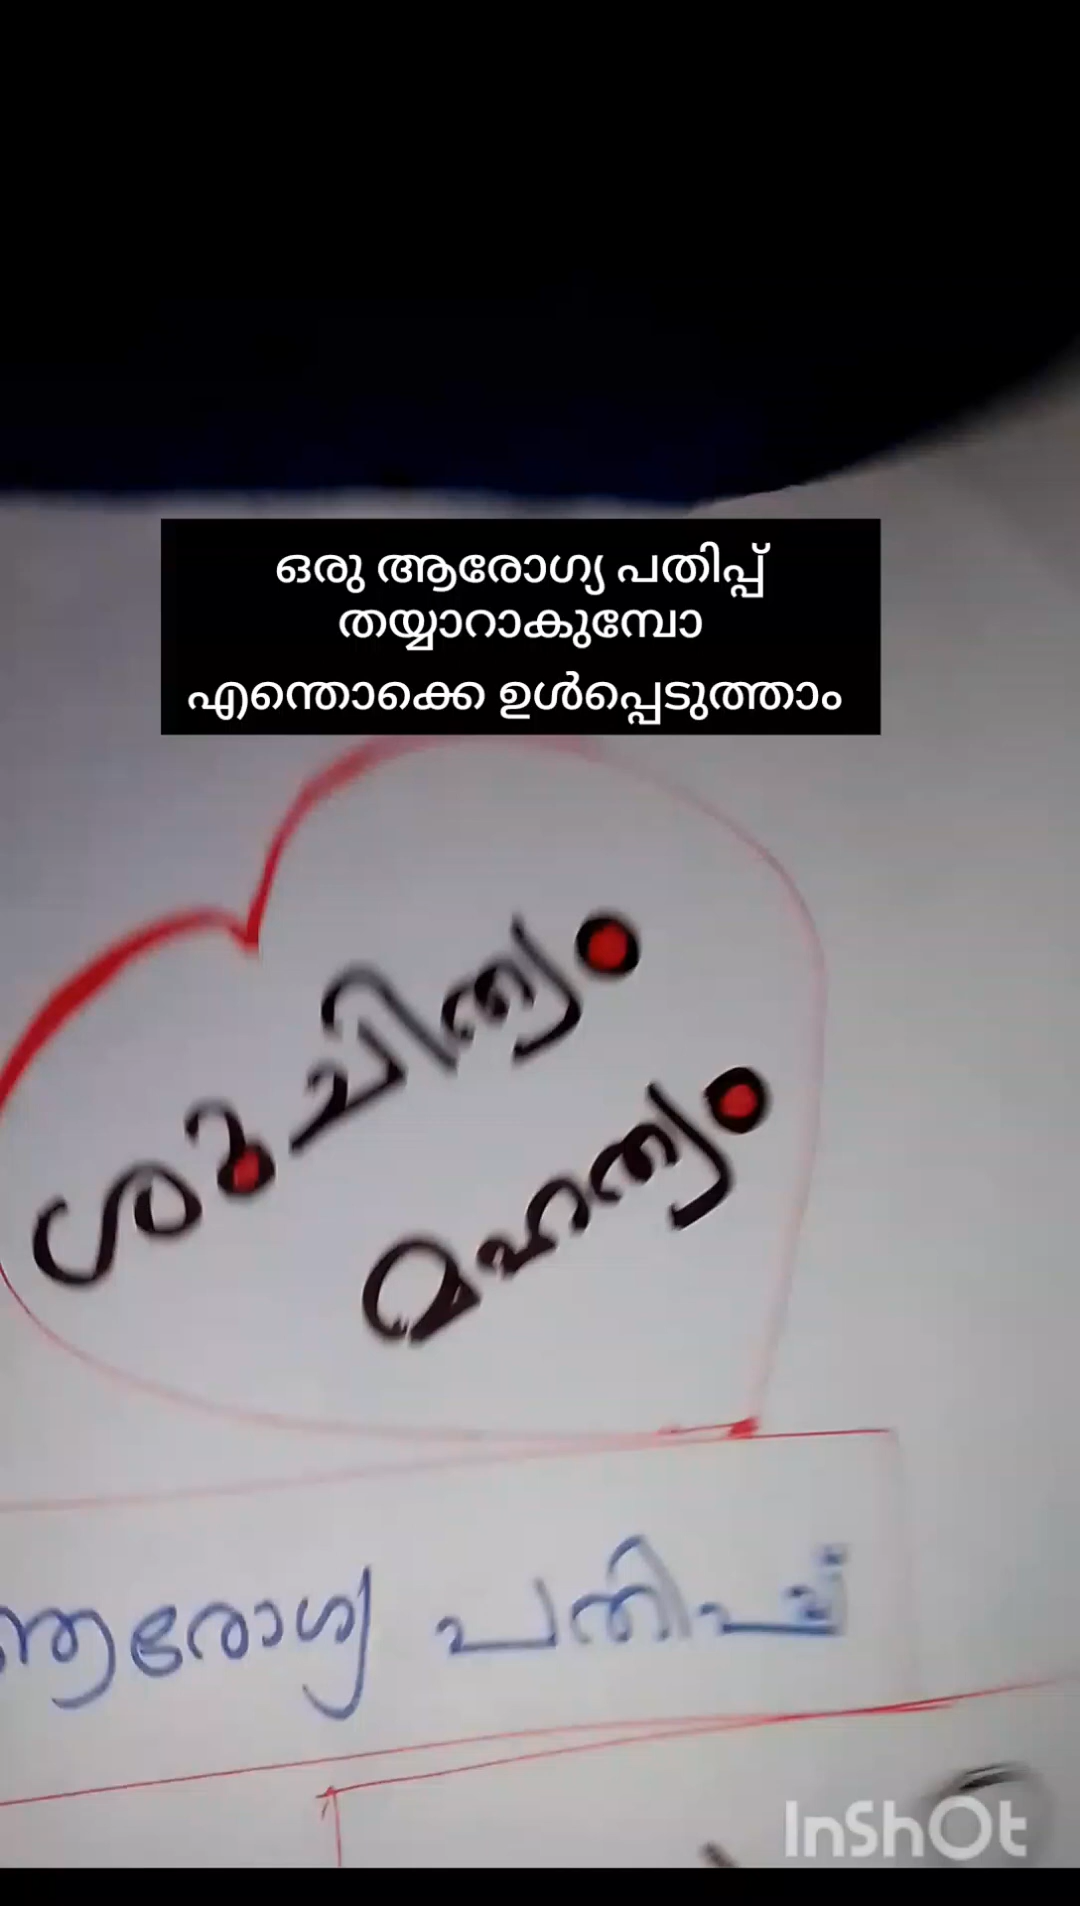 ഒരു ആരോഗ്യ പതിപ്പ്
തയ്യാറാകുമ്പോ
എന്തൊക്കെ ഉൾപ്പെടുത്താം
ശുചിത്വം
മഹത്വം
ആരോഗ്യ പതിപ്പ്
InShOt